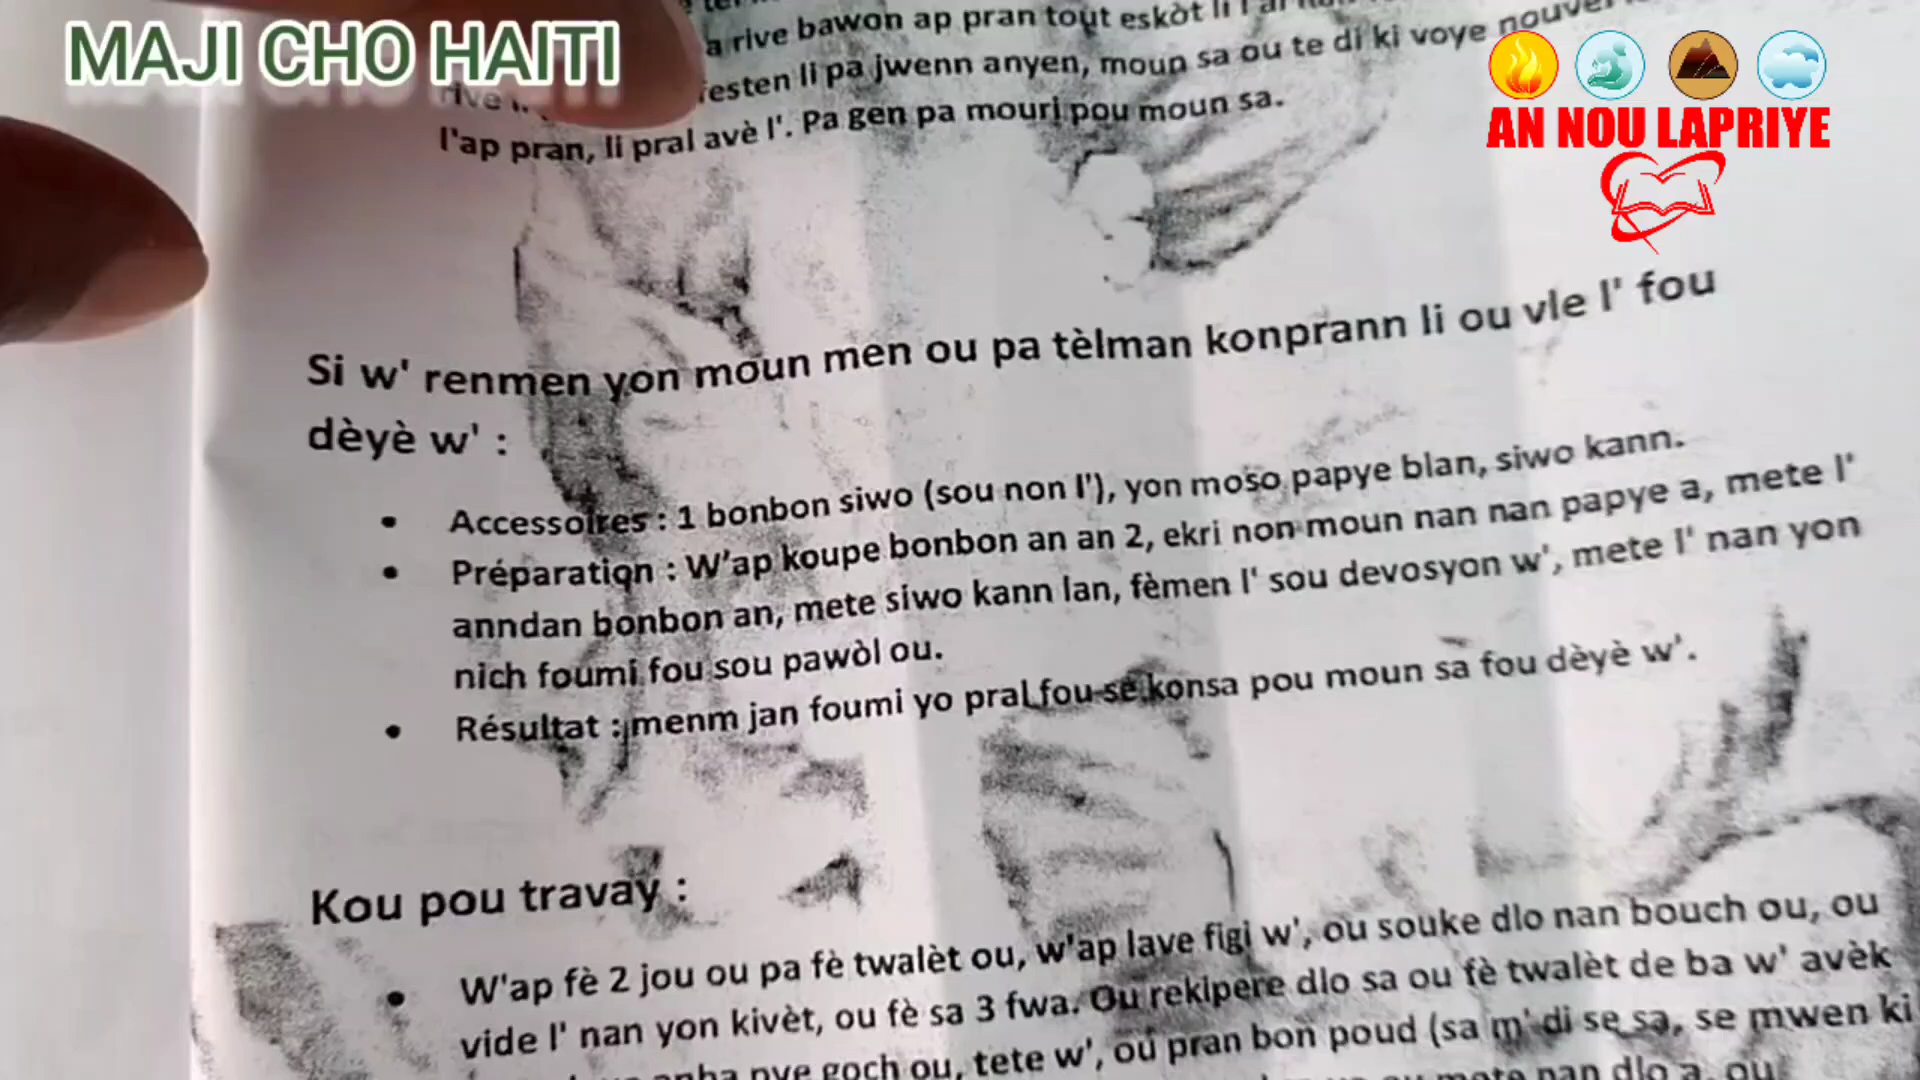 MAJI CHO HAITI
AN NOU LAPRIYE
a rive bawon ap pran tout eskòt li
rive esten li pa jwenn anyen, moun sa ou te di ki voye
l'ap pran, li pral avè l'. Pa gen pa mouri pou moun sa.
Si w' renmen yon moun men ou pa tèlman konprann li ou vle l' fou
dèyè w' :
• Accessoires : 1 bonbon siwo (sou non l'), yon moso papye blan, siwo kann.
• Préparation : W'ap koupe bonbon an an 2, ekri non moun nan nan papye a, mete l'
anndan bonbon an, mete siwo kann lan, fèmen l' sou devosyon w', mete l' nan yon
nich foumi fou sou pawòl ou.
• Résultat : menm jan foumi yo pral fou se konsa pou moun sa fou dèyè w'.
Kou pou travay :
• W'ap fè 2 jou ou pa fè twalèt ou, w'ap lave figi w', ou souke dlo nan bouch ou, ou
vide l' nan yon kivèt, ou fè sa 3 fwa. Ou rekipere dlo sa ou fè twalèt de ba w' avèk
anba pye goch ou, tete w', ou pran bon poud (sa m' di se sa, se mwen ki
mete nan dlo a, ou